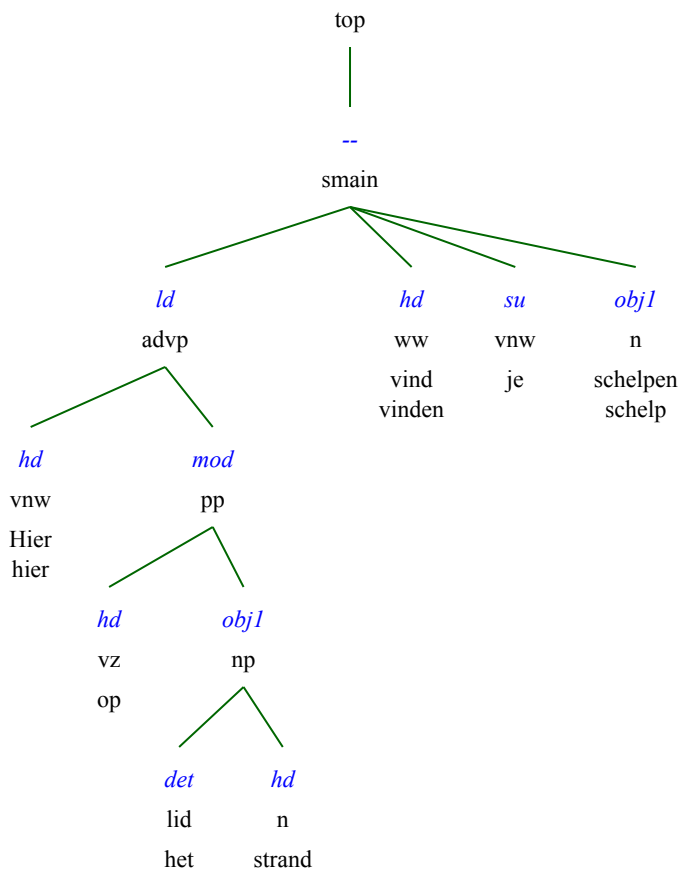 top
--
smain
ld hd su obj1
advp ww vnw n
vind je schelpen
vinden schelp
hd mod
vnw pp
Hier
hier
hd obj1
vz np
op
det hd
lid n
het strand